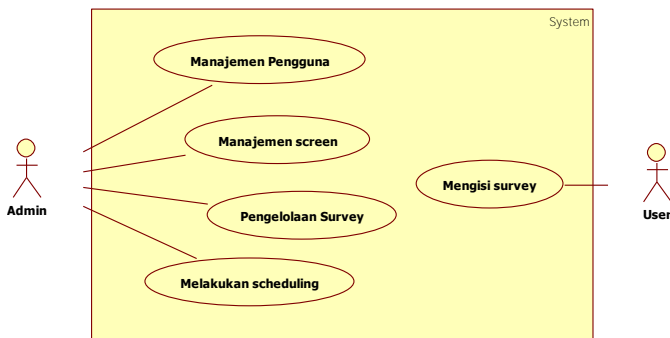 System
Manajemen Pengguna
Manajemen screen
Mengisi survey
Pengelolaan Survey
Melakukan scheduling
Admin
User